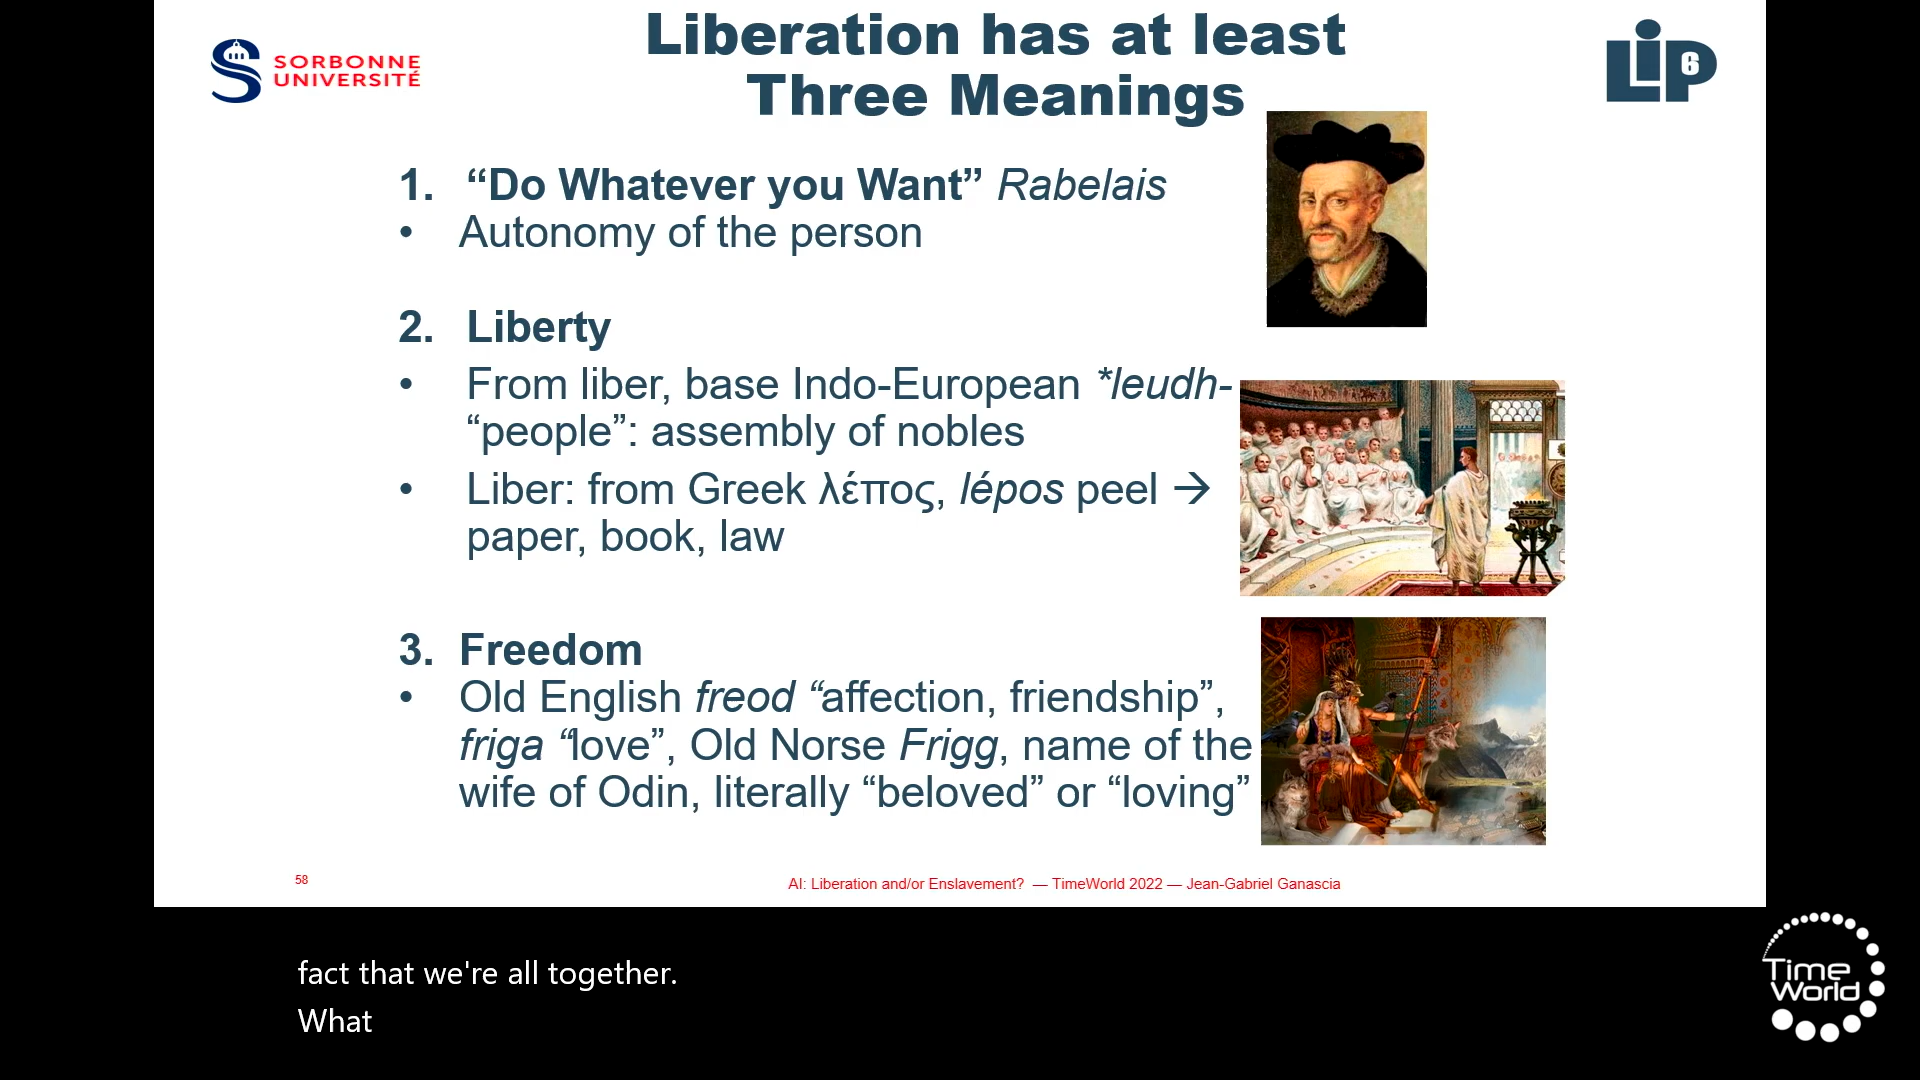 SORBONNE
UNIVERSITÉ
Liberation has at least
Three Meanings
LiP6
1. “Do Whatever you Want” Rabelais
• Autonomy of the person
2. Liberty
• From liber, base Indo-European *leudh-
“people”: assembly of nobles
• Liber: from Greek λέπος, lépos peel →
paper, book, law
3. Freedom
• Old English freod “affection, friendship”,
friga “love”, Old Norse Frigg, name of the
wife of Odin, literally “beloved” or “loving”
58
AI: Liberation and/or Enslavement? — TimeWorld 2022 — Jean-Gabriel Ganascia
fact that we're all together.
What
Time
World